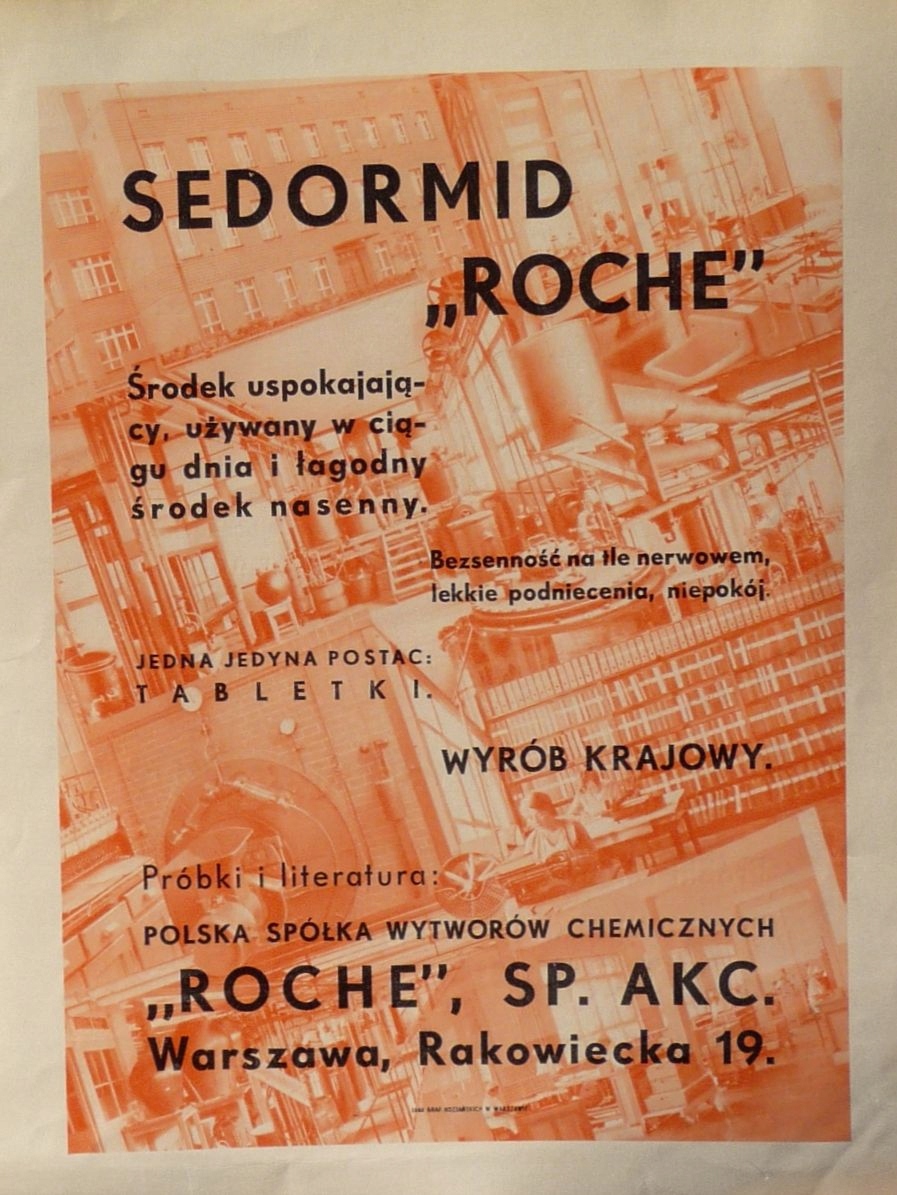 SEDORMID
„ROCHE”
Środek uspokajają-
cy, używany w cią-
gu dnia i łagodny
środek nasenny.
Bezsenność na tle nerwowem,
lekkie podniecenia, niepokój.
JEDNA JEDYNA POSTAC:
TABLETKI.
WYRÓB KRAJOWY.
Próbki i literatura:
POLSKA SPÓŁKA WYTWORÓW CHEMICZNYCH
„ROCHE”, SP. AKC.
Warszawa, Rakowiecka 19.
W WARSZAWIE